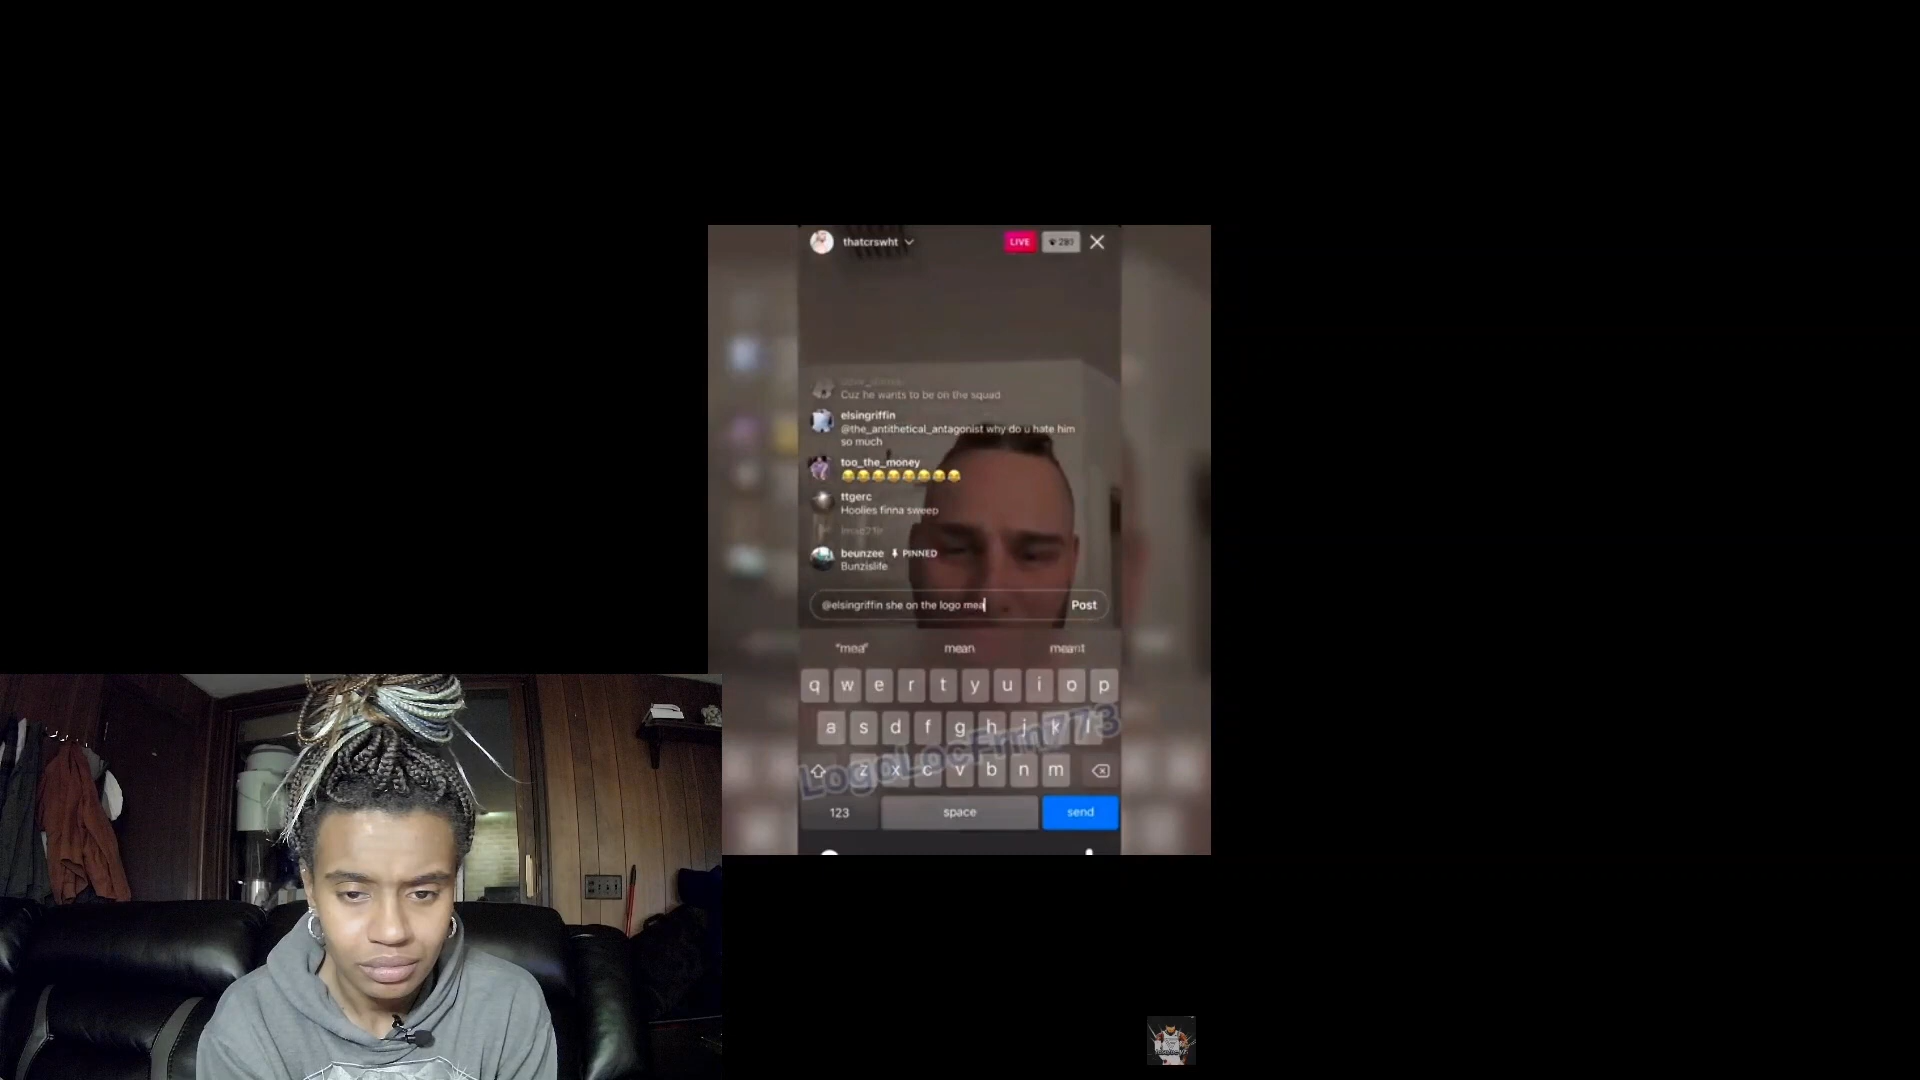 thatcrswht
LIVE
Cuz he wants to be on the squad
elsingriffin
@the_antithetical_antagonist why do u hate him
so much
too_the_money
😂😂😂😂😂😂😂😂
ttgerc
Hoolies finna sweep
beunzee PINNED
Bunzislife
@elsingriffin she on the logo mea
Post
"mea" mean meant
q w e r t y u i o p
a s d f g h j k l
z x c v b n m
LogoLocFrm773
123 space send